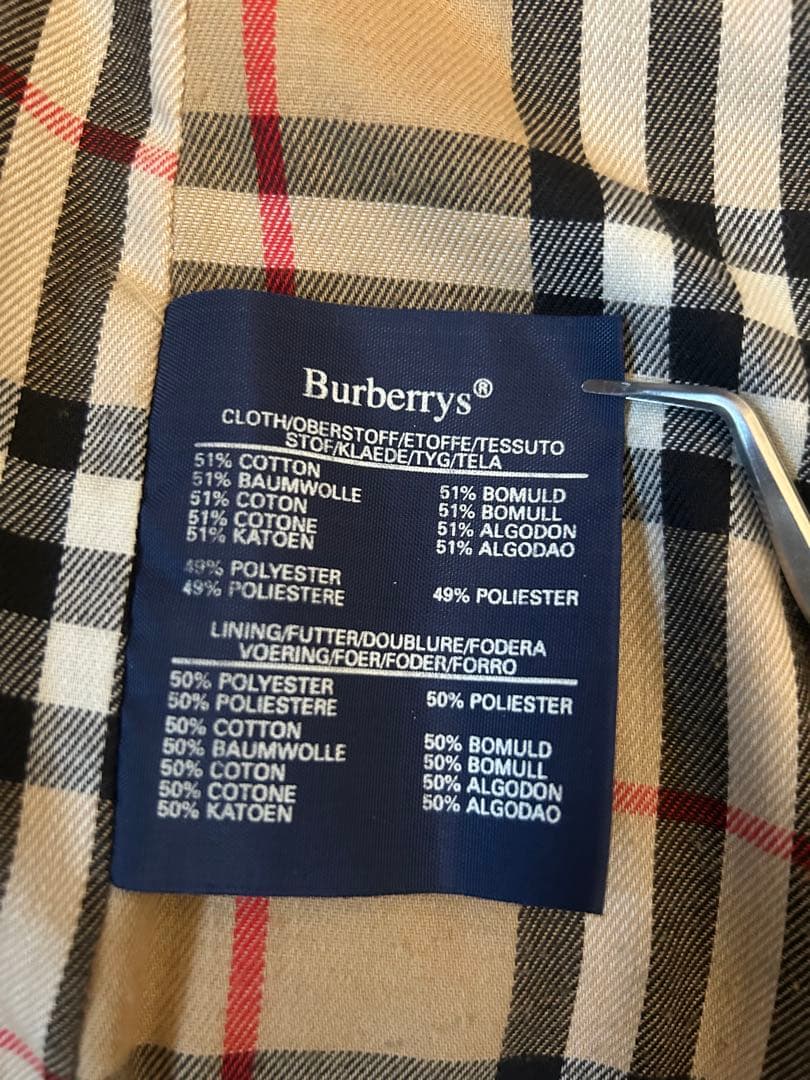 Burberrys®
CLOTH/OBERSTOFF/ETOFFE/TESSUTO
STOF/KLAEDE/TYG/TELA
51% COTTON
51% BAUMWOLLE 51% BOMULD
51% COTON 51% BOMULL
51% COTONE 51% ALGODON
51% KATOEN 51% ALGODAO
49% POLYESTER
49% POLIESTERE 49% POLIESTER
LINING/FUTTER/DOUBLURE/FODERA
VOERING/FOER/FODER/FORRO
50% POLYESTER
50% POLIESTERE 50% POLIESTER
50% COTTON
50% BAUMWOLLE 50% BOMULD
50% COTON 50% BOMULL
50% COTONE 50% ALGODON
50% KATOEN 50% ALGODAO